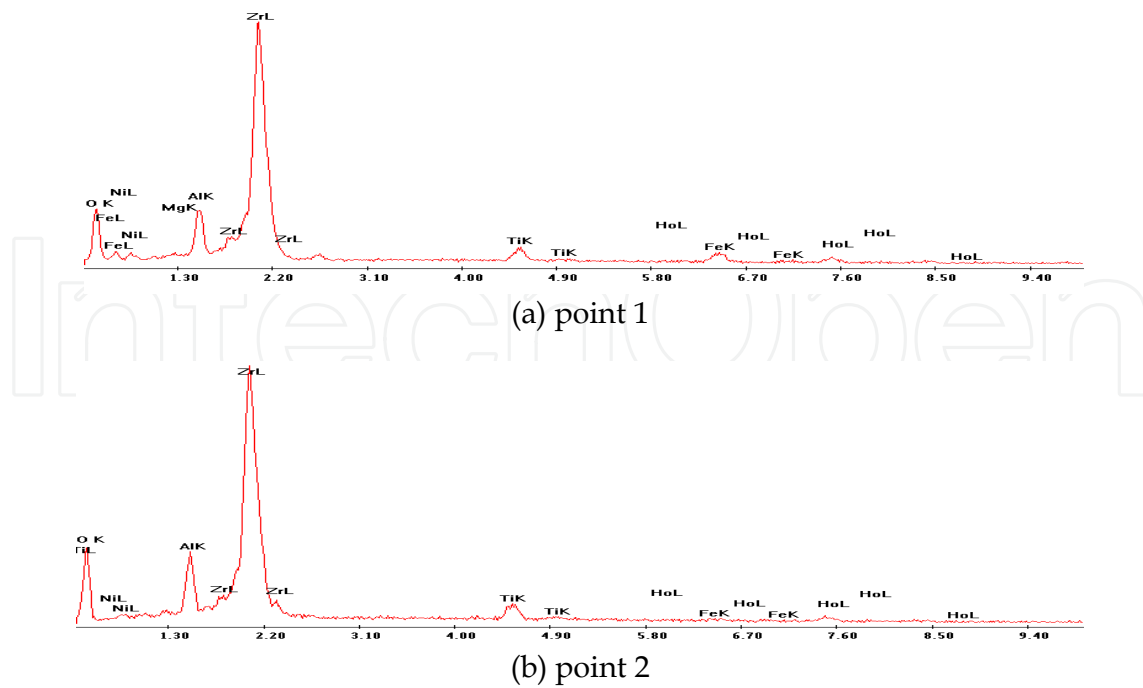 ZrL
NiL
O K
MgK
AlK
FeL
NiL
FeL
ZrL
ZrL
TiK
TiK
HoL
FeK
HoL
FeK
HoL
HoL
HoL
1.30 2.20 3.10 4.00 4.90 5.80 6.70 7.60 8.50 9.40
(a) point 1
IntechOpen
ZrL
O K
TiL
AlK
NiL
NiL
ZrL
ZrL
TiK
TiK
HoL
FeK
HoL
FeK
HoL
HoL
HoL
1.30 2.20 3.10 4.00 4.90 5.80 6.70 7.60 8.50 9.40
(b) point 2